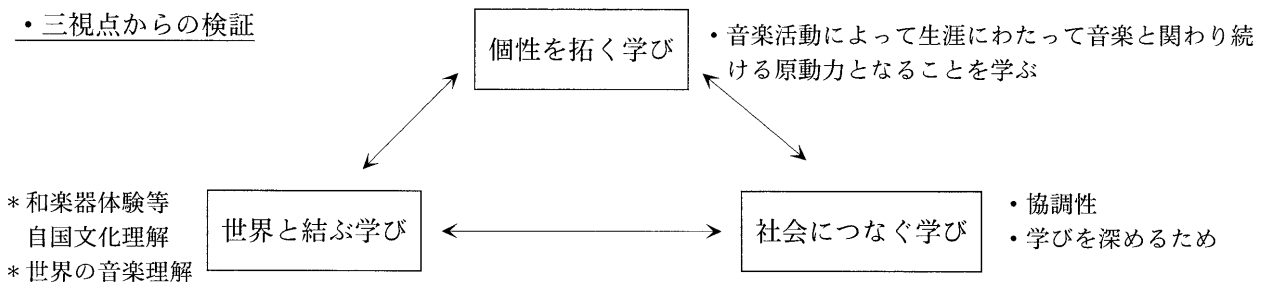 ・三視点からの検証
個性を拓く学び
・音楽活動によって生涯にわたって音楽と関わり続
ける原動力となることを学ぶ
＊和楽器体験等
自国文化理解
＊世界の音楽理解
世界と結ぶ学び
社会につなぐ学び
・協調性
・学びを深めるため